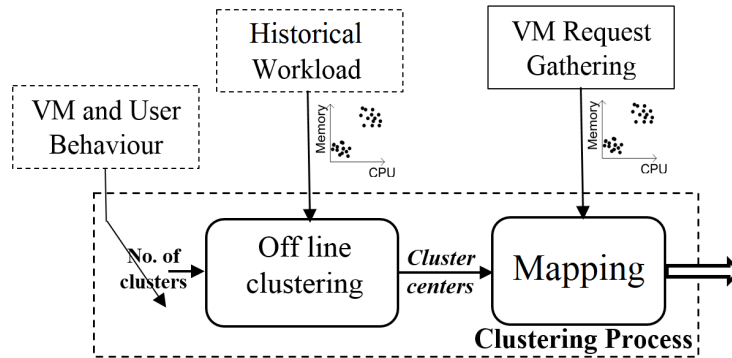 Historical
Workload
VM Request
Gathering
VM and User
Behaviour
Memory
CPU
Memory
CPU
No. of
clusters
Off line
clustering
Cluster
centers
Mapping
Clustering Process